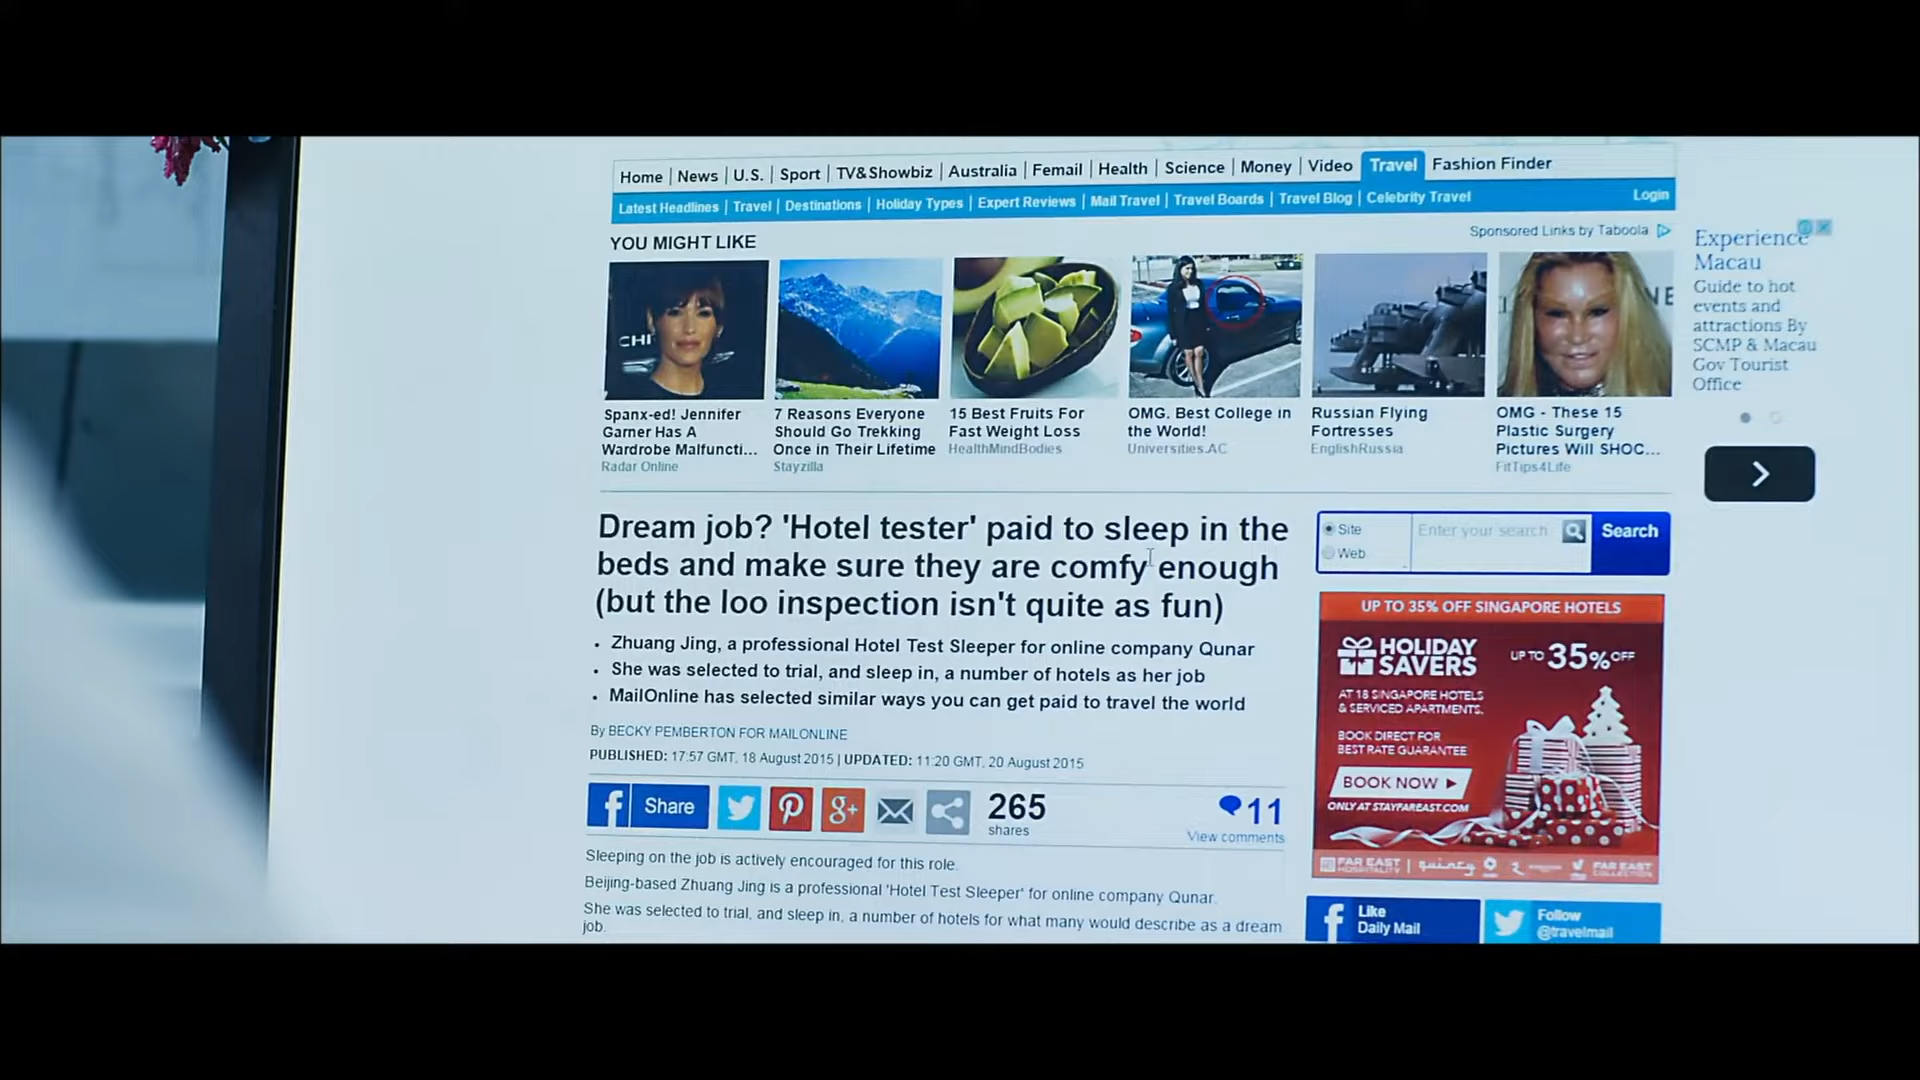 Home | News | U.S. | Sport | TV&Showbiz | Australia | Femail | Health | Science | Money | Video | Travel Fashion Finder
Latest Headlines | Travel | Destinations | Holiday Types | Expert Reviews | Mail Travel | Travel Boards | Travel Blog | Celebrity Travel
Login
YOU MIGHT LIKE
Sponsored Links by Taboola
CHI
Spanx-ed! Jennifer
Garner Has A
Wardrobe Malfuncti...
Radar Online
7 Reasons Everyone
Should Go Trekking
Once in Their Lifetime
Stayzilla
15 Best Fruits For
Fast Weight Loss
HealthMindBodies
OMG. Best College in
the World!
Universities.AC
Russian Flying
Fortresses
EnglishRussia
OMG - These 15
Plastic Surgery
Pictures Will SHOC...
FitTips4Life
Experience
Macau
Guide to hot
events and
attractions By
SCMP & Macau
Gov Tourist
Office
Dream job? 'Hotel tester' paid to sleep in the
beds and make sure they are comfy enough
(but the loo inspection isn't quite as fun)
• Zhuang Jing, a professional Hotel Test Sleeper for online company Qunar
• She was selected to trial, and sleep in, a number of hotels as her job
• MailOnline has selected similar ways you can get paid to travel the world
By BECKY PEMBERTON FOR MAILONLINE
PUBLISHED: 17:57 GMT, 18 August 2015 | UPDATED: 11:20 GMT, 20 August 2015
Share
265
shares
11
View comments
Sleeping on the job is actively encouraged for this role.
Beijing-based Zhuang Jing is a professional 'Hotel Test Sleeper' for online company Qunar.
She was selected to trial, and sleep in, a number of hotels for what many would describe as a dream
job.
Site
Web
Enter your search
Search
UP TO 35% OFF SINGAPORE HOTELS
HOLIDAY
SAVERS
UP TO 35% OFF
AT 18 SINGAPORE HOTELS
& SERVICED APARTMENTS.
BOOK DIRECT FOR
BEST RATE GUARANTEE
BOOK NOW
ONLY AT STAYFAREAST.COM
FAR EAST
HOSPITALITY
quincy
FAR EAST
COLLECTION
Like
Daily Mail
Follow
@travelmail